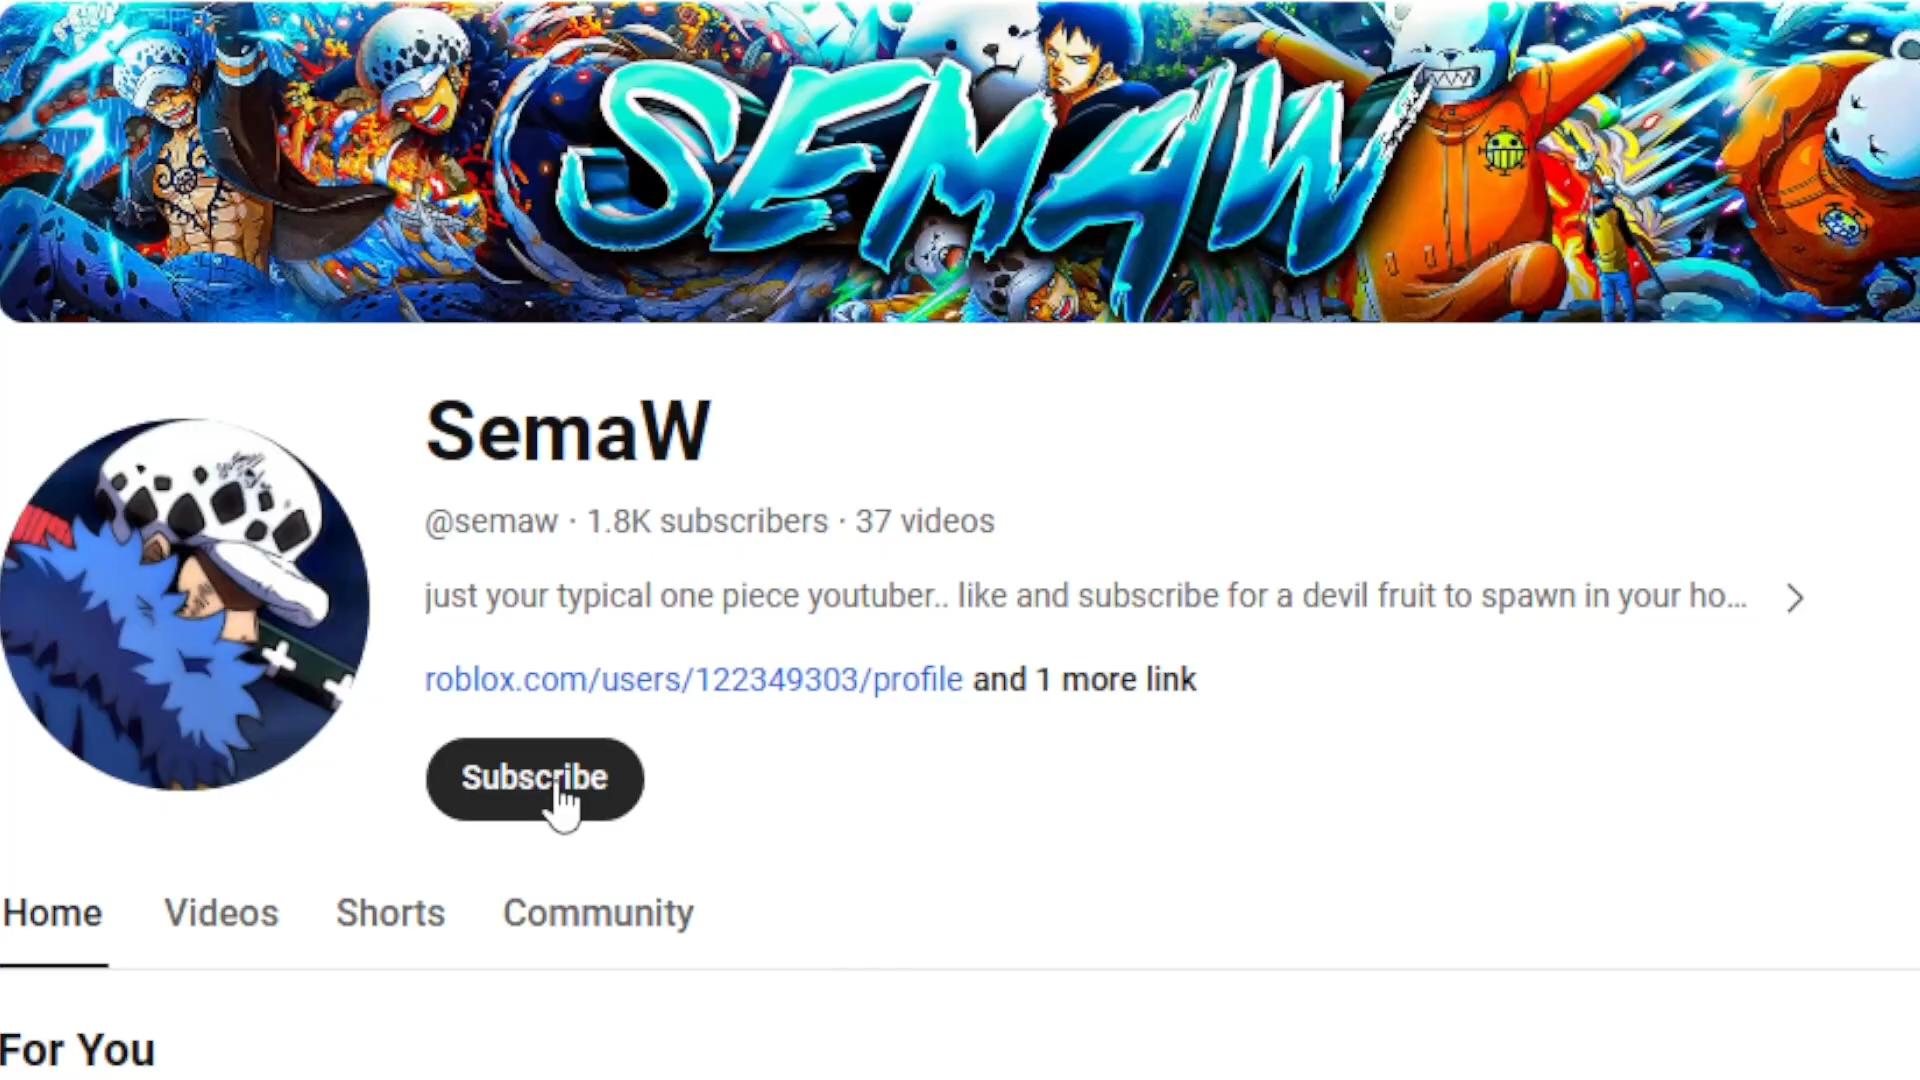 SEMAW
SemaW
@semaw · 1.8K subscribers · 37 videos
just your typical one piece youtuber.. like and subscribe for a devil fruit to spawn in your ho...
roblox.com/users/122349303/profile and 1 more link
Subscribe
Home Videos Shorts Community
For You